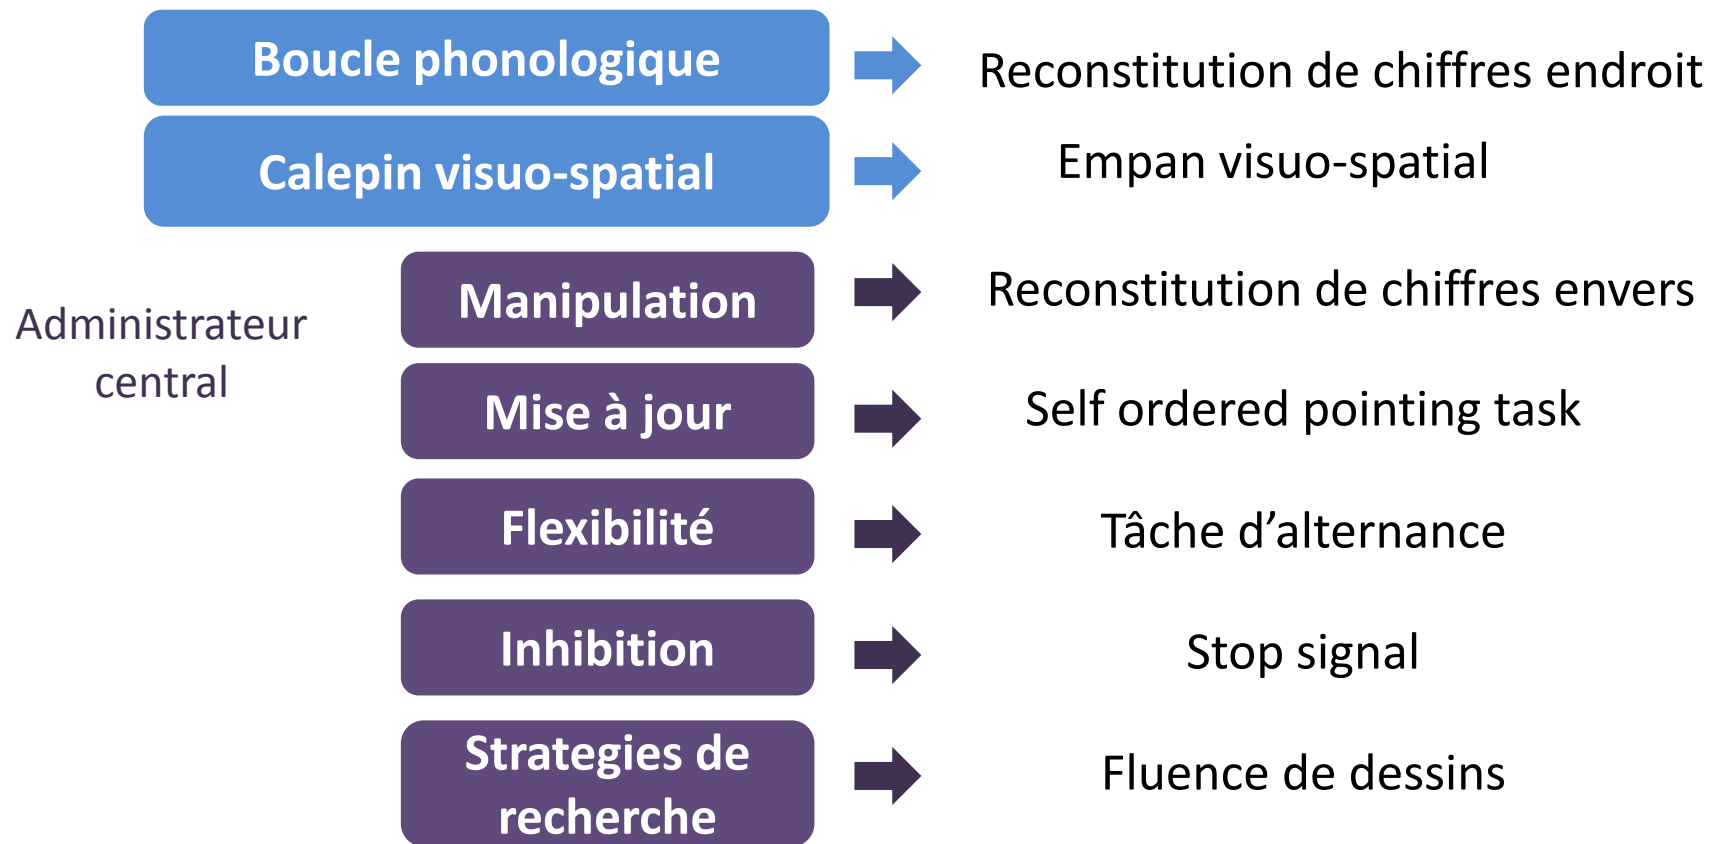 Boucle phonologique
Reconstitution de chiffres endroit
Calepin visuo-spatial
Empan visuo-spatial
Administrateur
central
Manipulation
Reconstitution de chiffres envers
Mise à jour
Self ordered pointing task
Flexibilité
Tâche d’alternance
Inhibition
Stop signal
Strategies de
recherche
Fluence de dessins